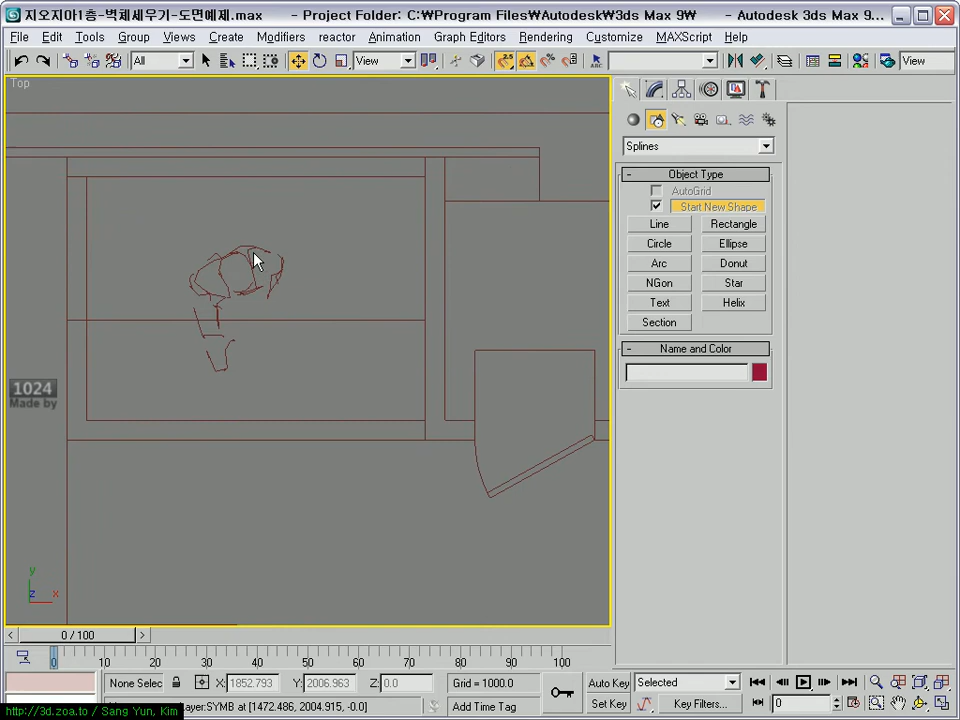 지오지아1층-벽체세우기-도면예제.max - Project Folder: C:₩Program Files₩Autodesk₩3ds Max 9₩ - Autodesk 3ds Max 9...
File Edit Tools Group Views Create Modifiers reactor Animation Graph Editors Rendering Customize MAXScript Help
All View View
Top
Splines
- Object Type
AutoGrid
Start New Shape
Line Rectangle
Circle Ellipse
Arc Donut
NGon Star
Text Helix
Section
- Name and Color
1024
Made by
y
z x
< 0 / 100 >
0 10 20 30 40 50 60 70 80 90 100
None Selec X: 1852.793 Y: 2006.963 Z: 0.0 Grid = 1000.0 Auto Key Selected
Layer:SYMB at [1472.486, 2004.915, -0.0] Add Time Tag Set Key Key Filters... 0
http://3d.zoa.to / Sang Yun, Kim